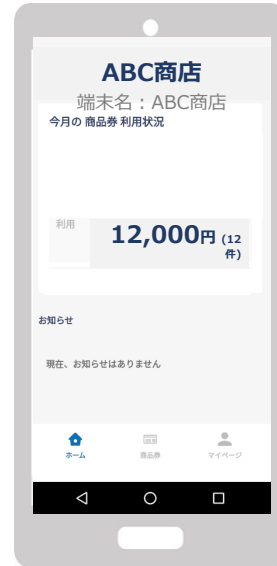 ABC商店
端末名：ABC商店
今月の 商品券 利用状況
利用
12,000円 (12
件)
お知らせ
現在、お知らせはありません
ホーム
商品券
マイページ